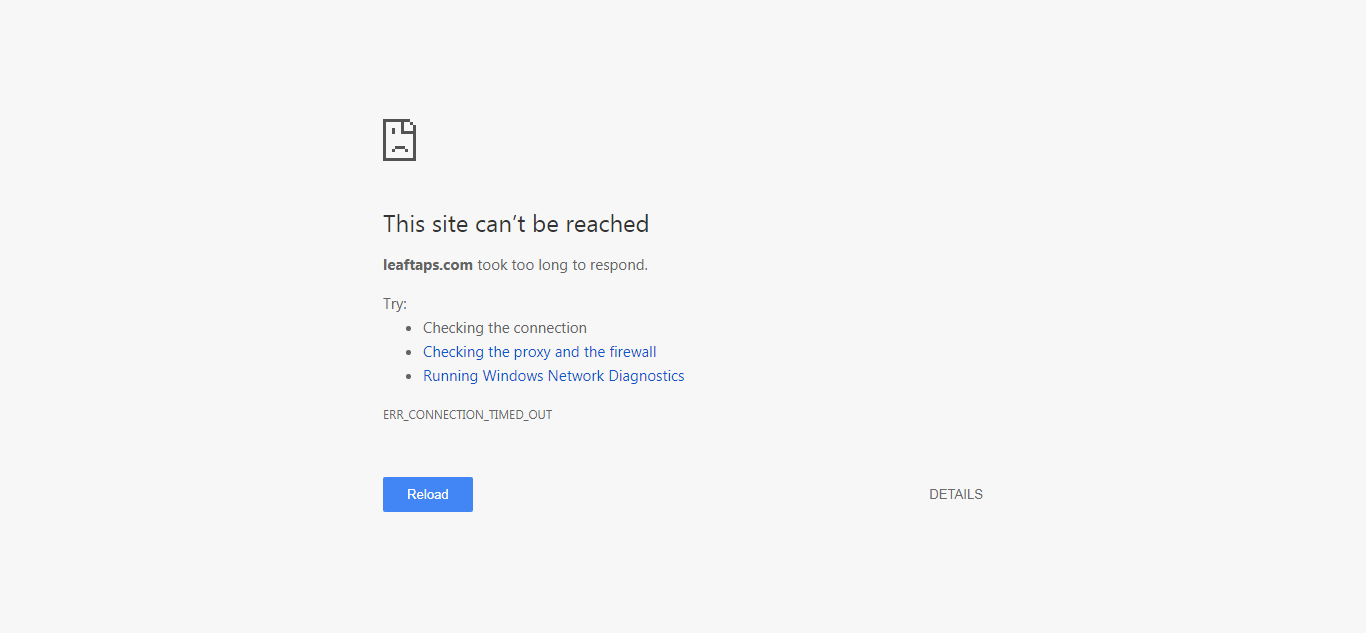 This site can’t be reached
leaftaps.com took too long to respond.
Try:
Checking the connection
Checking the proxy and the firewall
Running Windows Network Diagnostics
ERR_CONNECTION_TIMED_OUT
Reload
DETAILS